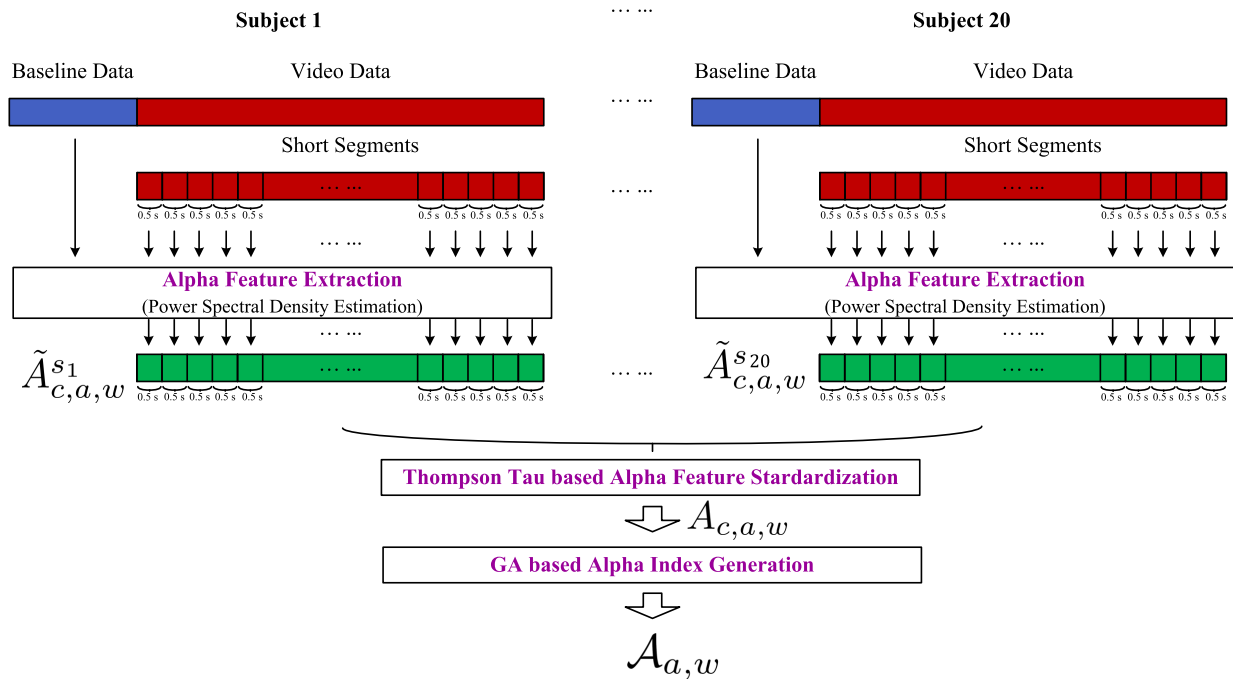 Subject 1 ... ... Subject 20
Baseline Data Video Data Baseline Data Video Data
... ...
Short Segments Short Segments
... ... ... ... ... ...
0.5 s 0.5 s 0.5 s 0.5 s 0.5 s 0.5 s 0.5 s 0.5 s 0.5 s 0.5 s 0.5 s 0.5 s 0.5 s 0.5 s 0.5 s 0.5 s 0.5 s 0.5 s 0.5 s 0.5 s
... ... ... ...
Alpha Feature Extraction Alpha Feature Extraction
(Power Spectral Density Estimation) (Power Spectral Density Estimation)
... ... ... ...
Ã^{s_1}_{c,a,w} ... ... ... ... Ã^{s_{20}}_{c,a,w} ... ...
0.5 s 0.5 s 0.5 s 0.5 s 0.5 s 0.5 s 0.5 s 0.5 s 0.5 s 0.5 s 0.5 s 0.5 s 0.5 s 0.5 s 0.5 s 0.5 s 0.5 s 0.5 s 0.5 s 0.5 s
Thompson Tau based Alpha Feature Stardardization
A_{c,a,w}
GA based Alpha Index Generation
𝒜_{a,w}